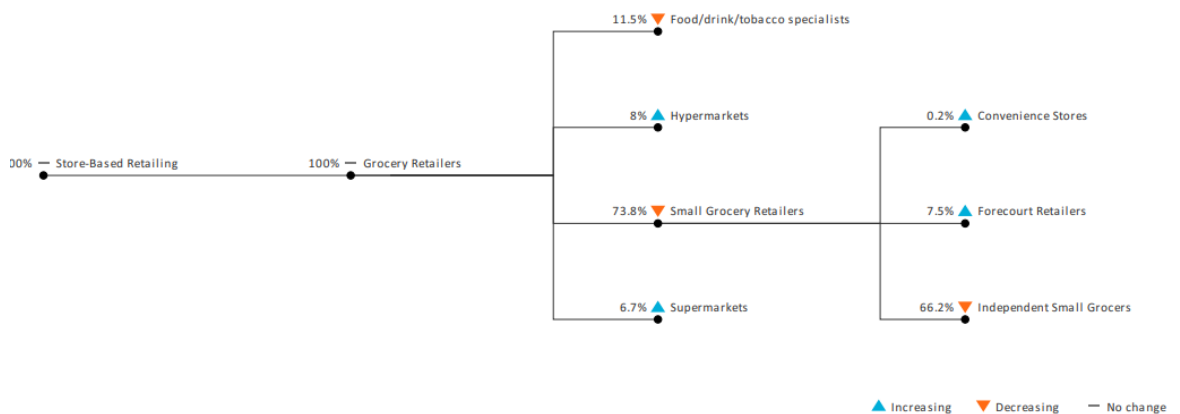 11.5% Food/drink/tobacco specialists
8% Hypermarkets
0.2% Convenience Stores
00% — Store-Based Retailing
100% — Grocery Retailers
73.8% Small Grocery Retailers
7.5% Forecourt Retailers
6.7% Supermarkets
66.2% Independent Small Grocers
Increasing
Decreasing
— No change